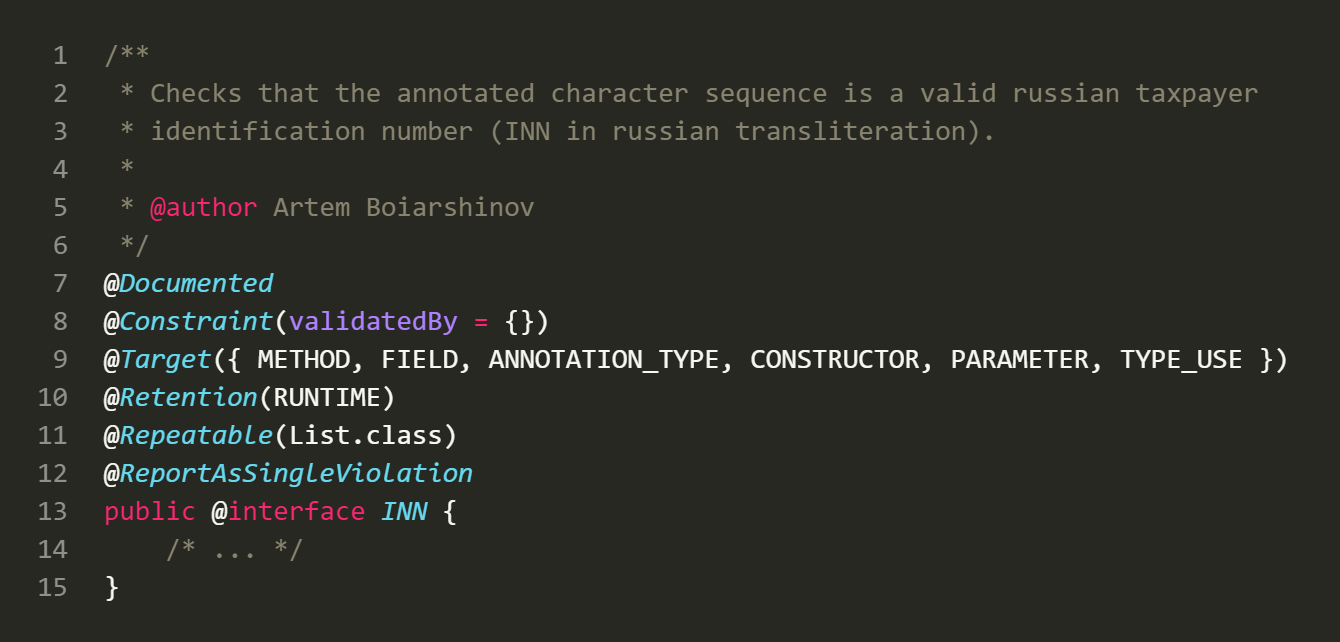 1 /**
2  * Checks that the annotated character sequence is a valid russian taxpayer
3  * identification number (INN in russian transliteration).
4  *
5  * @author Artem Boiarshinov
6  */
7 @Documented
8 @Constraint(validatedBy = {})
9 @Target({ METHOD, FIELD, ANNOTATION_TYPE, CONSTRUCTOR, PARAMETER, TYPE_USE })
10 @Retention(RUNTIME)
11 @Repeatable(List.class)
12 @ReportAsSingleViolation
13 public @interface INN {
14     /* ... */
15 }